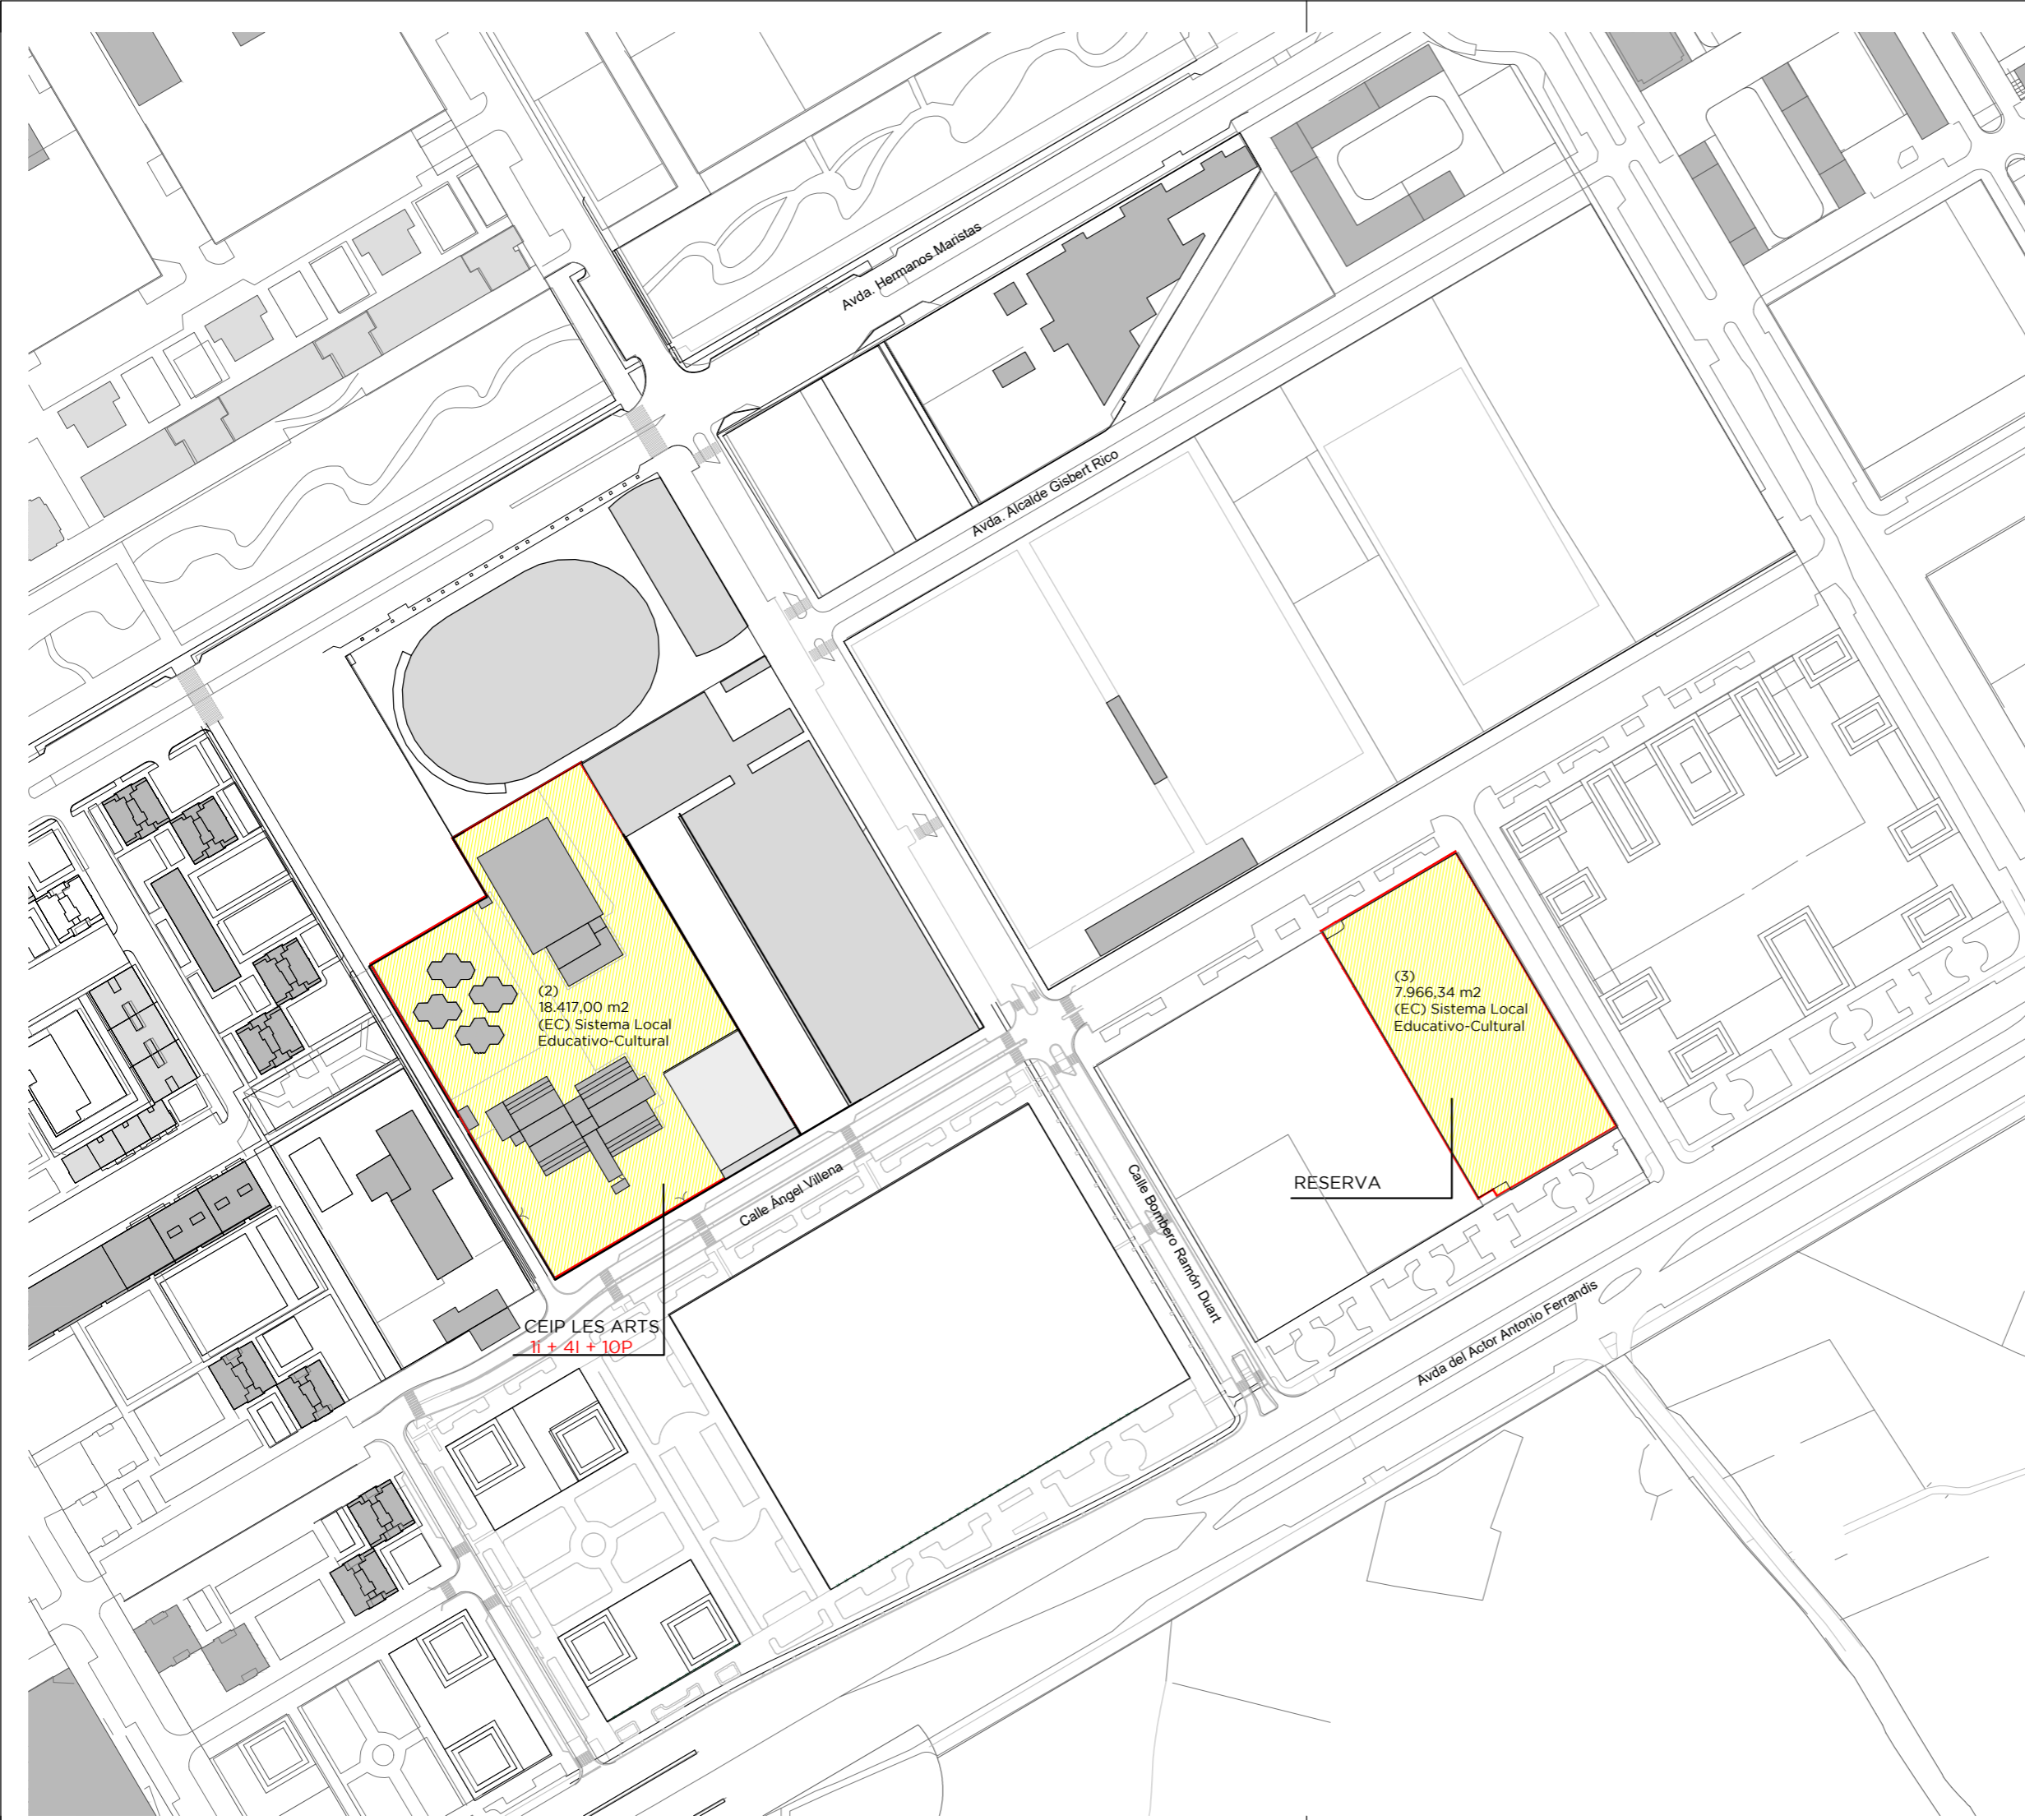 Avda. Hermanos Maristas
Avda. Alcalde Gisbert Rico
(2)
18.417,00 m2
(EC) Sistema Local
Educativo-Cultural
(3)
7.966,34 m2
(EC) Sistema Local
Educativo-Cultural
RESERVA
Calle Ángel Villena
Calle Bombero Ramón Duart
CEIP LES ARTS
1i + 4I + 10P
Avda del Actor Antonio Ferrandis